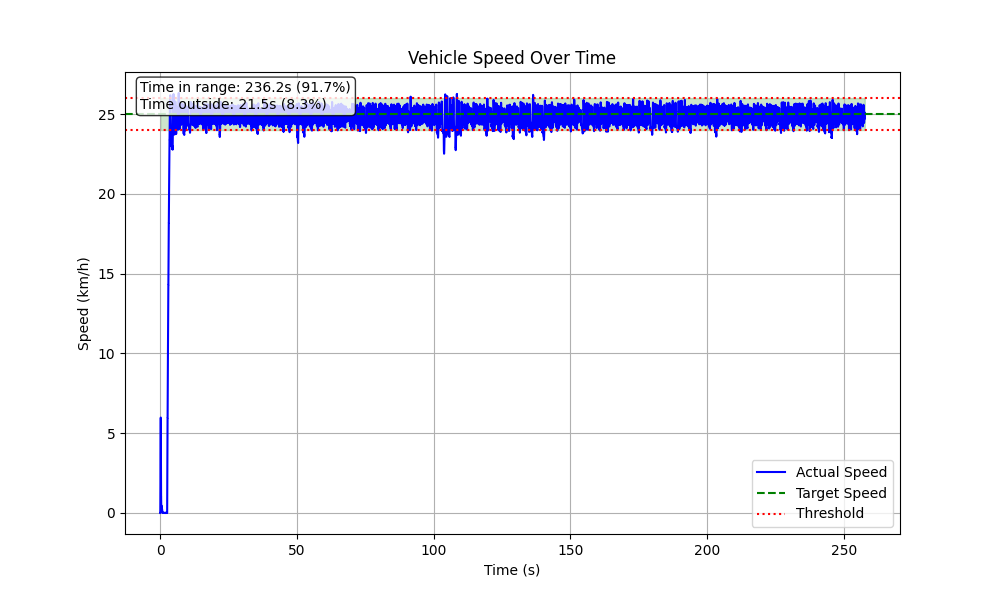 Vehicle Speed Over Time
Time in range: 236.2s (91.7%)
Time outside: 21.5s (8.3%)
25
20
15
10
5
0
Speed (km/h)
0 50 100 150 200 250
Time (s)
Actual Speed
Target Speed
Threshold